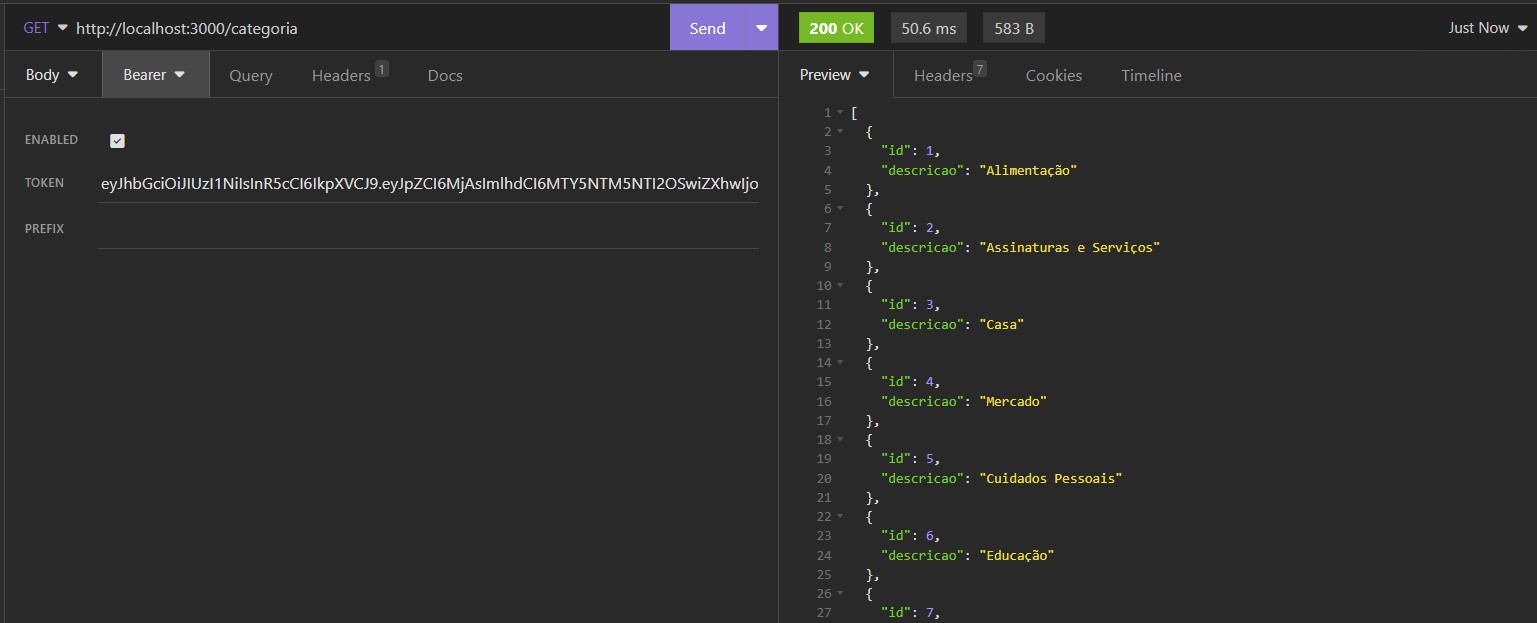 GET http://localhost:3000/categoria Send
Body Bearer Query Headers 1 Docs
ENABLED
TOKEN eyJhbGciOiJIUzI1NiIsInR5cCI6IkpXVCJ9.eyJpZCI6MjAsImlhdCI6MTY5NTM5NTI2OSwiZXhwIjo
PREFIX
200 OK 50.6 ms 583 B Just Now
Preview Headers 7 Cookies Timeline
1 [
2 {
3 "id": 1,
4 "descricao": "Alimentação"
5 },
6 {
7 "id": 2,
8 "descricao": "Assinaturas e Serviços"
9 },
10 {
11 "id": 3,
12 "descricao": "Casa"
13 },
14 {
15 "id": 4,
16 "descricao": "Mercado"
17 },
18 {
19 "id": 5,
20 "descricao": "Cuidados Pessoais"
21 },
22 {
23 "id": 6,
24 "descricao": "Educação"
25 },
26 {
27 "id": 7,